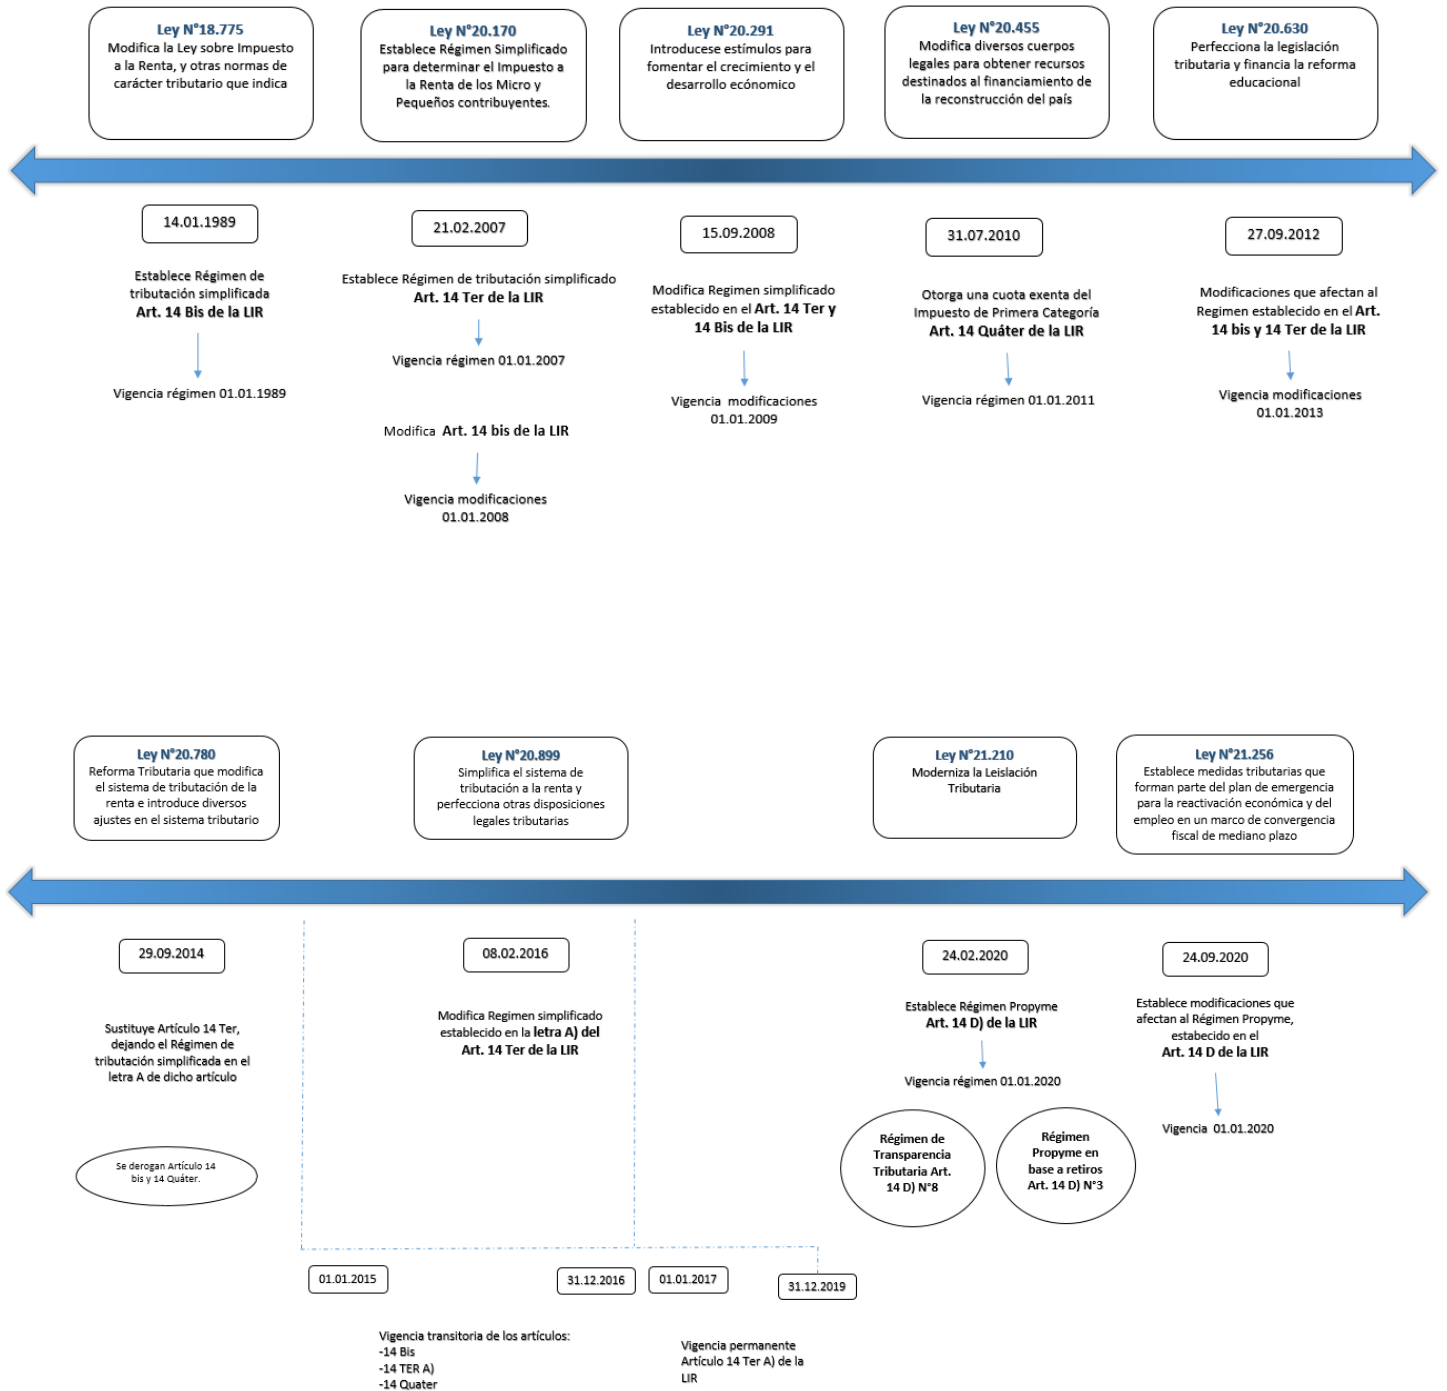 Ley N°18.775
Modifica la Ley sobre Impuesto
a la Renta, y otras normas de
carácter tributario que indica
Ley N°20.170
Establece Régimen Simplificado
para determinar el Impuesto a
la Renta de los Micro y
Pequeños contribuyentes.
Ley N°20.291
Introducese estímulos para
fomentar el crecimiento y el
desarrollo ecónomico
Ley N°20.455
Modifica diversos cuerpos
legales para obtener recursos
destinados al financiamiento de
la reconstrucción del país
Ley N°20.630
Perfecciona la legislación
tributaria y financia la reforma
educacional
14.01.1989
Establece Régimen de
tributación simplificada
Art. 14 Bis de la LIR
Vigencia régimen 01.01.1989
21.02.2007
Establece Régimen de tributación simplificado
Art. 14 Ter de la LIR
Vigencia régimen 01.01.2007
Modifica Art. 14 bis de la LIR
Vigencia modificaciones
01.01.2008
15.09.2008
Modifica Regimen simplificado
establecido en el Art. 14 Ter y
14 Bis de la LIR
Vigencia modificaciones
01.01.2009
31.07.2010
Otorga una cuota exenta del
Impuesto de Primera Categoría
Art. 14 Quáter de la LIR
Vigencia régimen 01.01.2011
27.09.2012
Modificaciones que afectan al
Regimen establecido en el Art.
14 bis y 14 Ter de la LIR
Vigencia modificaciones
01.01.2013
Ley N°20.780
Reforma Tributaria que modifica
el sistema de tributación de la
renta e introduce diversos
ajustes en el sistema tributario
Ley N°20.899
Simplifica el sistema de
tributación a la renta y
perfecciona otras disposiciones
legales tributarias
Ley N°21.210
Moderniza la Leislación
Tributaria
Ley N°21.256
Establece medidas tributarias que
forman parte del plan de emergencia
para la reactivación económica y del
empleo en un marco de convergencia
fiscal de mediano plazo
29.09.2014
Sustituye Artículo 14 Ter,
dejando el Régimen de
tributación simplificada en el
letra A de dicho artículo
Se derogan Artículo 14
bis y 14 Quáter.
08.02.2016
Modifica Regimen simplificado
establecido en la letra A) del
Art. 14 Ter de la LIR
24.02.2020
Establece Régimen Propyme
Art. 14 D) de la LIR
Vigencia régimen 01.01.2020
Régimen de
Transparencia
Tributaria Art.
14 D) N°8
Régimen
Propyme en
base a retiros
Art. 14 D) N°3
24.09.2020
Establece modificaciones que
afectan al Régimen Propyme,
estabecido en el
Art. 14 D de la LIR
Vigencia 01.01.2020
01.01.2015
31.12.2016
01.01.2017
31.12.2019
Vigencia transitoria de los artículos:
-14 Bis
-14 TER A)
-14 Quater
Vigencia permanente
Artículo 14 Ter A) de la
LIR